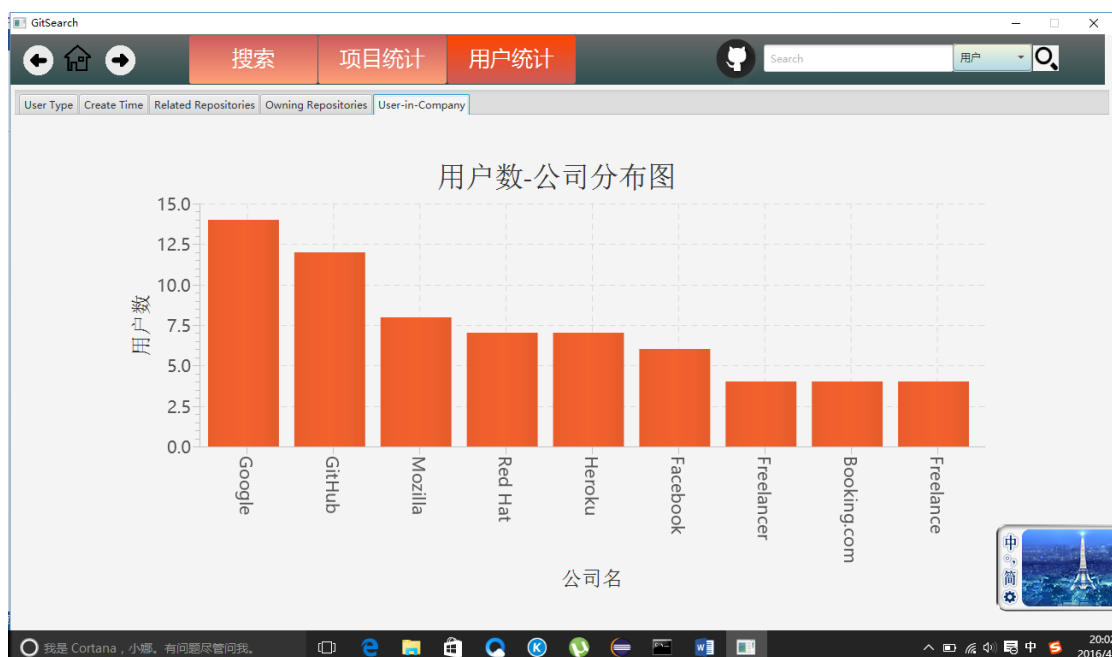 GitSearch
搜索 项目统计 用户统计 Search 用户
User Type Create Time Related Repositories Owning Repositories User-in-Company
用户数-公司分布图
15.0
12.5
10.0
7.5
5.0
2.5
0.0
用户数
Google GitHub Mozilla Red Hat Heroku Facebook Freelancer Booking.com Freelance
公司名
中
简
我是 Cortana，小娜。有问题尽管问我。
中
20:02
2016/4